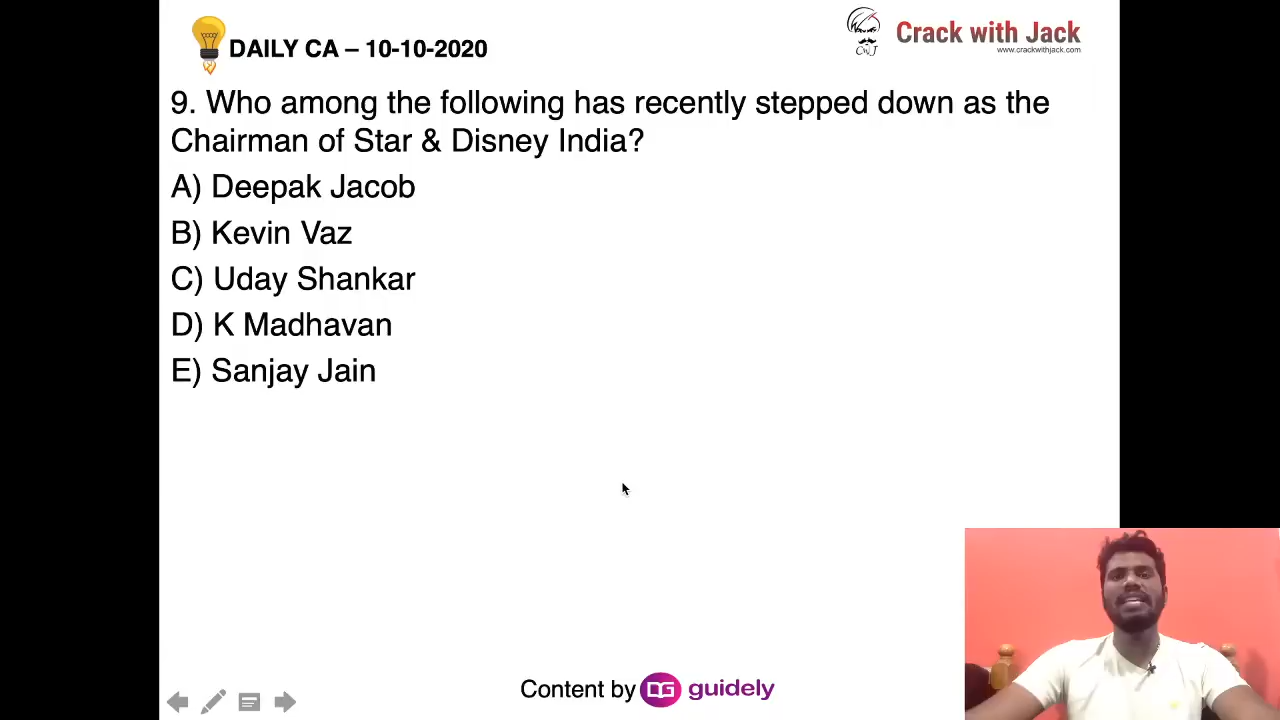 DAILY CA – 10-10-2020
Crack with Jack
www.crackwithjack.com
CwJ
9. Who among the following has recently stepped down as the
Chairman of Star & Disney India?
A) Deepak Jacob
B) Kevin Vaz
C) Uday Shankar
D) K Madhavan
E) Sanjay Jain
Content by DG guidely